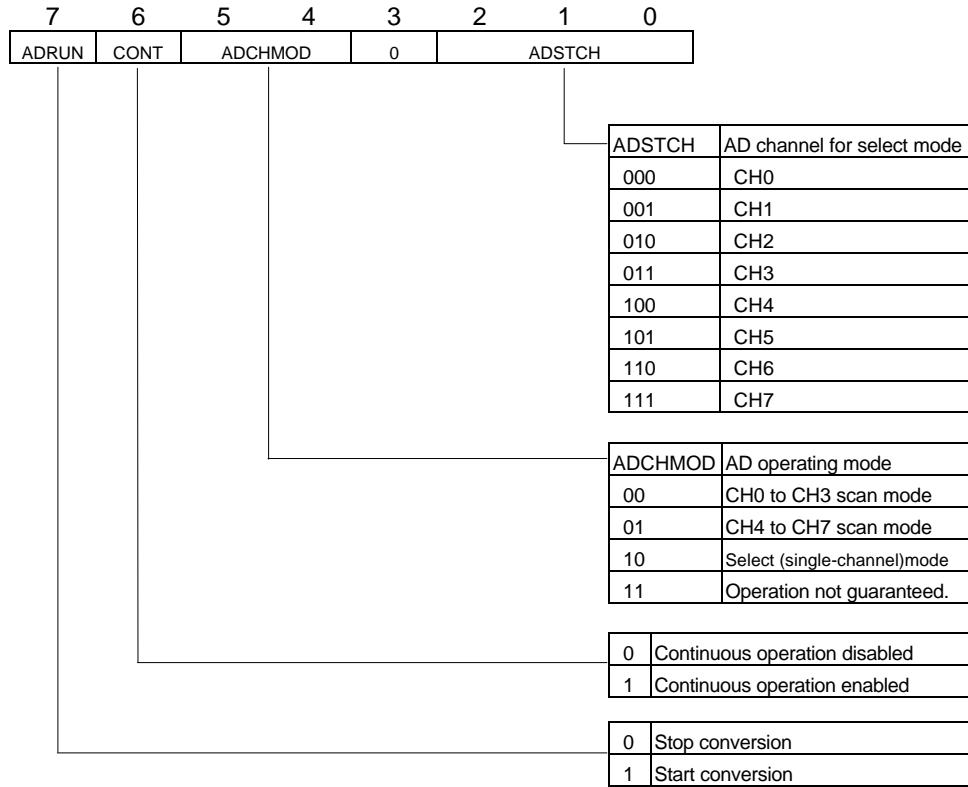 7 6 5 4 3 2 1 0
ADRUN CONT ADCHMOD 0 ADSTCH
ADSTCH AD channel for select mode
000 CH0
001 CH1
010 CH2
011 CH3
100 CH4
101 CH5
110 CH6
111 CH7
ADCHMOD AD operating mode
00 CH0 to CH3 scan mode
01 CH4 to CH7 scan mode
10 Select (single-channel)mode
11 Operation not guaranteed.
0 Continuous operation disabled
1 Continuous operation enabled
0 Stop conversion
1 Start conversion